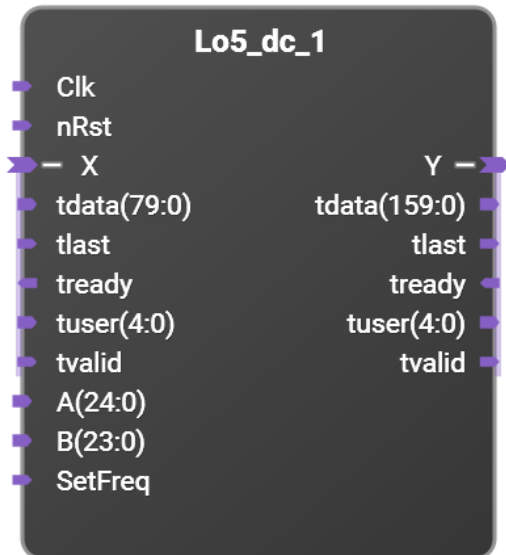 Lo5_dc_1
Clk
nRst
X Y
tdata(79:0) tdata(159:0)
tlast tlast
tready tready
tuser(4:0) tuser(4:0)
tvalid tvalid
A(24:0)
B(23:0)
SetFreq